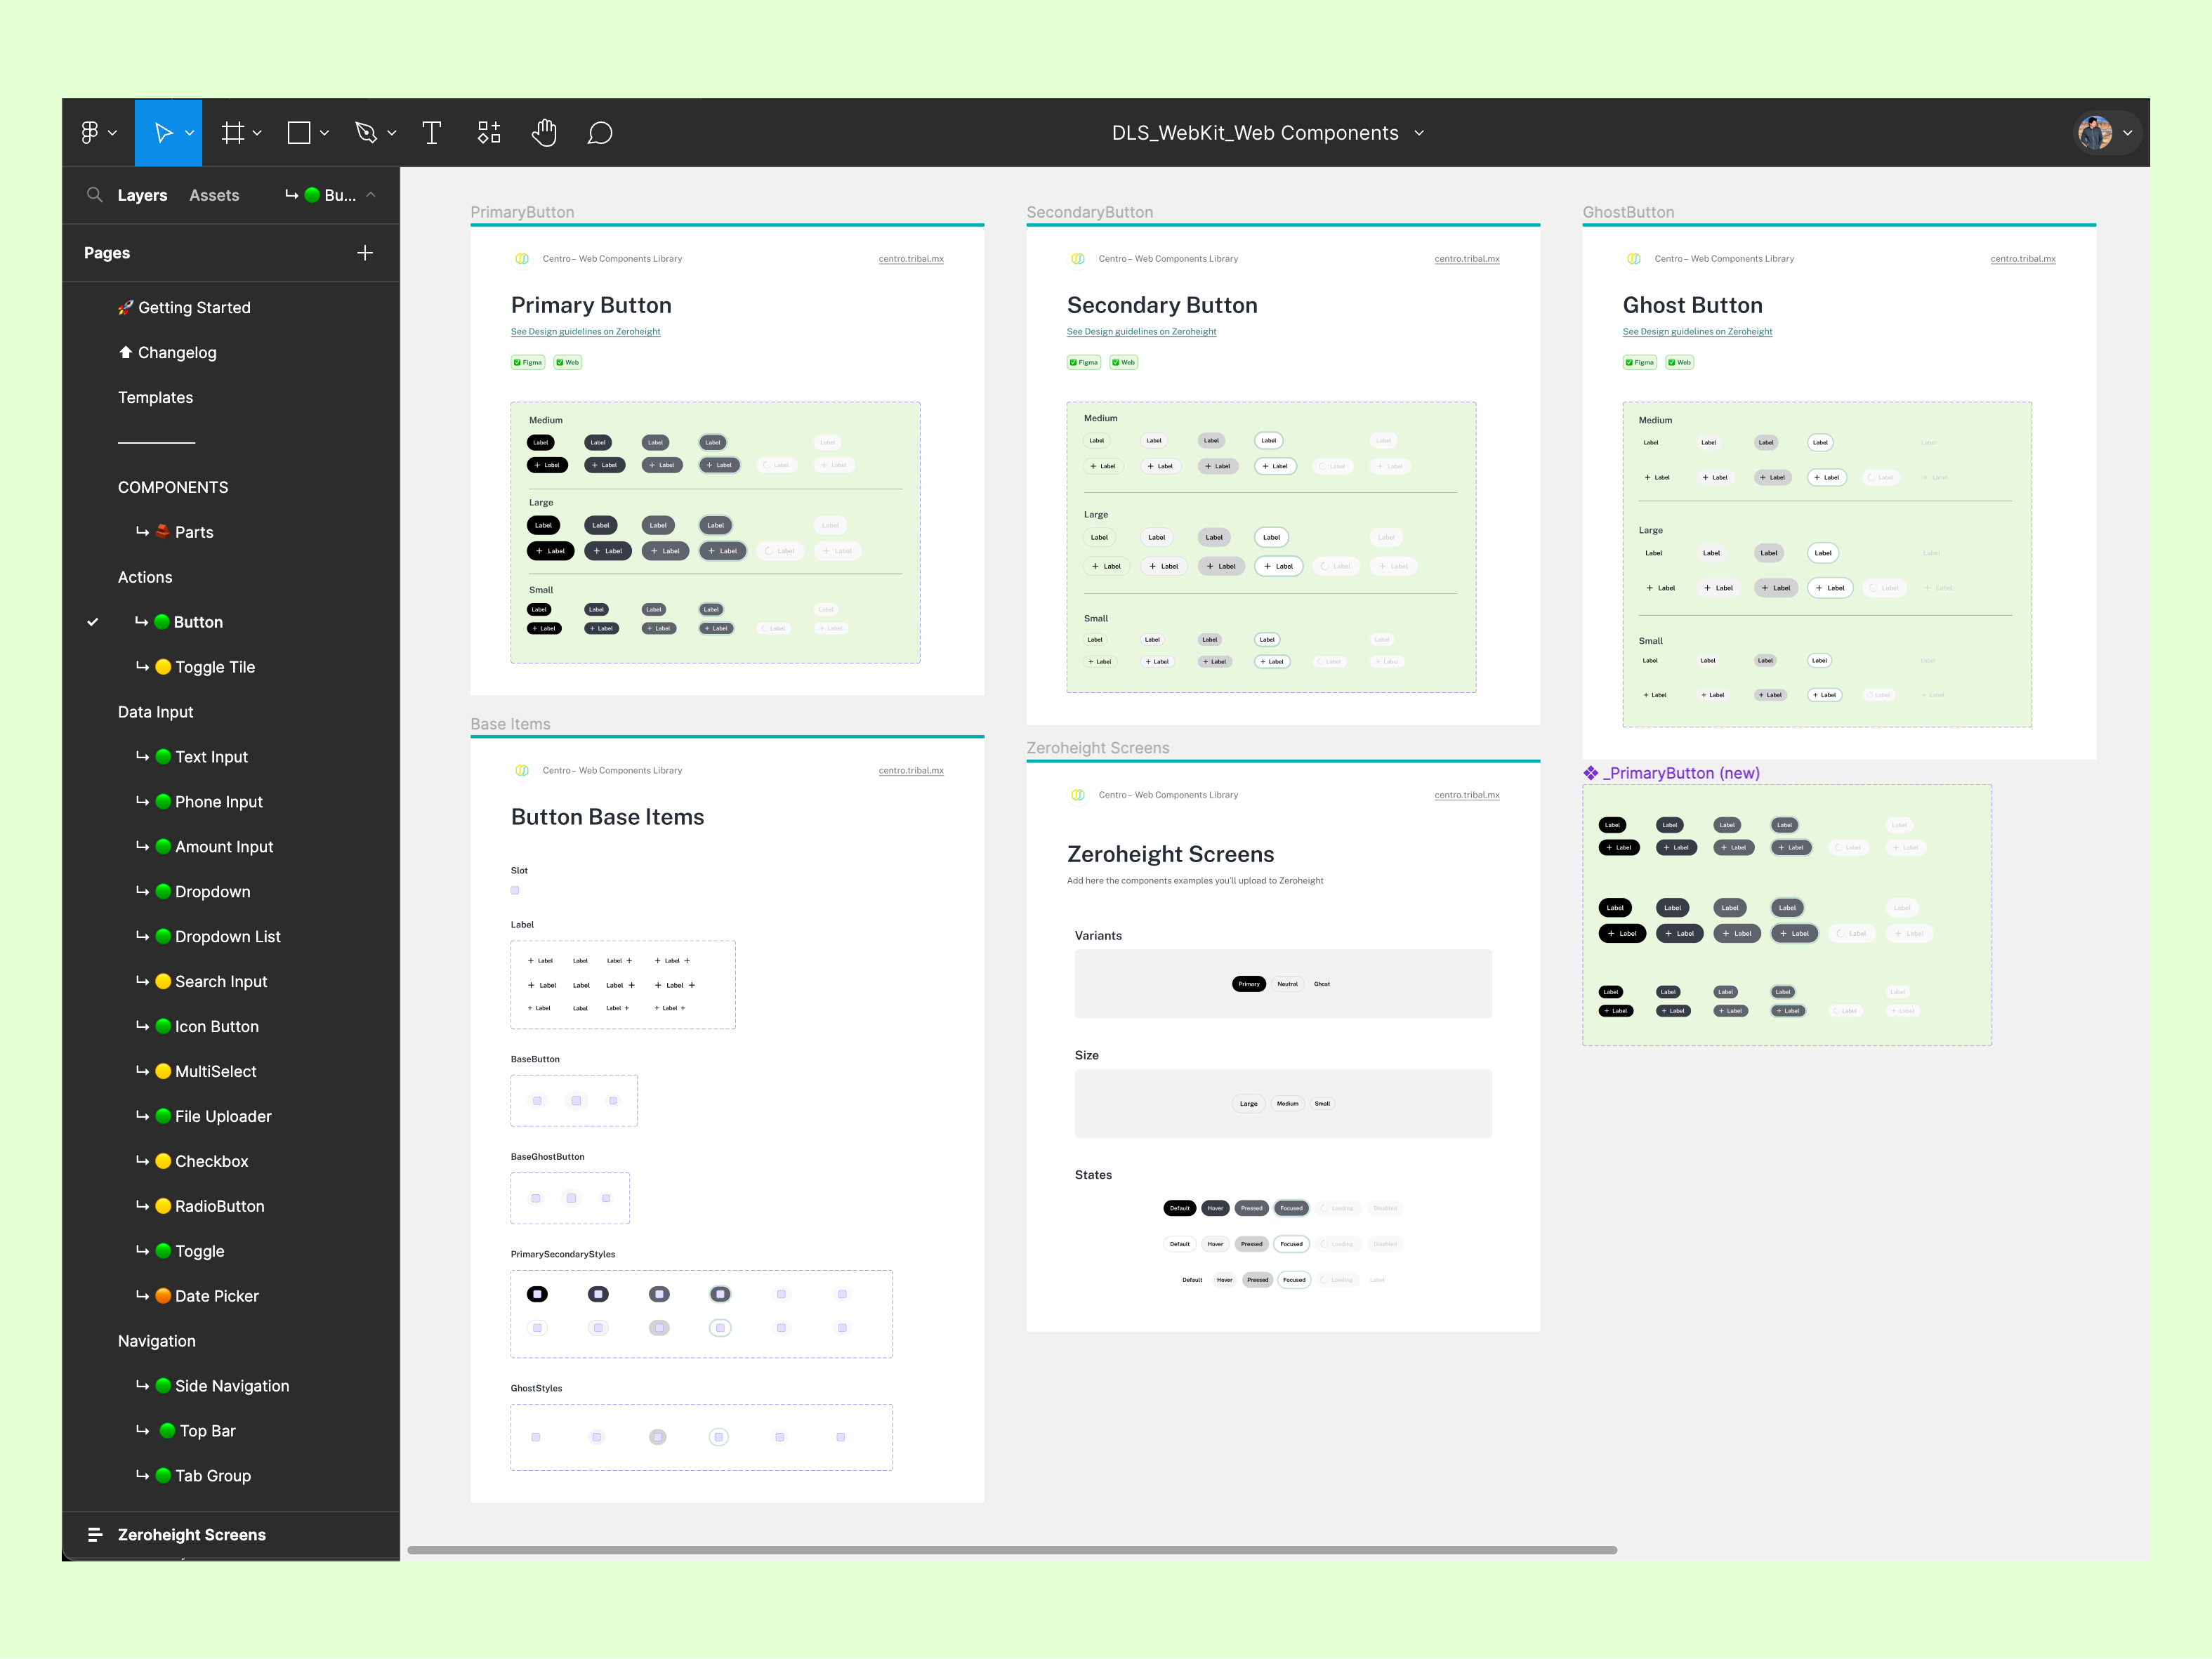 DLS_WebKit_Web Components
Layers
Assets
Bu...
Pages
Getting Started
Changelog
Templates
COMPONENTS
Parts
Actions
Button
Toggle Tile
Data Input
Text Input
Phone Input
Amount Input
Dropdown
Dropdown List
Search Input
Icon Button
MultiSelect
File Uploader
Checkbox
RadioButton
Toggle
Date Picker
Navigation
Side Navigation
Top Bar
Tab Group
Zeroheight Screens
PrimaryButton
Centro – Web Components Library
centro.tribal.mx
Primary Button
See Design guidelines on Zeroheight
Figma Web
Medium
Label Label Label Label Label
+ Label + Label + Label + Label Label + Label
Large
Label Label Label Label Label
+ Label + Label + Label + Label Label + Label
Small
Label Label Label Label Label
+ Label + Label + Label + Label Label + Label
SecondaryButton
Centro – Web Components Library
centro.tribal.mx
Secondary Button
See Design guidelines on Zeroheight
Figma Web
Medium
Label Label Label Label Label
+ Label + Label + Label + Label Label + Label
Large
Label Label Label Label Label
+ Label + Label + Label + Label Label + Label
Small
Label Label Label Label Label
+ Label + Label + Label + Label Label + Label
GhostButton
Centro – Web Components Library
centro.tribal.mx
Ghost Button
See Design guidelines on Zeroheight
Figma Web
Medium
Label Label Label Label Label
+ Label + Label + Label + Label Label + Label
Large
Label Label Label Label Label
+ Label + Label + Label + Label Label + Label
Small
Label Label Label Label Label
+ Label + Label + Label + Label Label + Label
Base Items
Centro – Web Components Library
centro.tribal.mx
Button Base Items
Slot
Label
+ Label Label Label + + Label +
+ Label Label Label + + Label +
+ Label Label Label + + Label +
BaseButton
BaseGhostButton
PrimarySecondaryStyles
GhostStyles
Zeroheight Screens
Centro – Web Components Library
centro.tribal.mx
Zeroheight Screens
Add here the components examples you'll upload to Zeroheight
Variants
Primary Neutral Ghost
Size
Large Medium Small
States
Default Hover Pressed Focused Loading Disabled
Default Hover Pressed Focused Loading Disabled
Default Hover Pressed Focused Loading Label
_PrimaryButton (new)
Label Label Label Label Label
+ Label + Label + Label + Label Label + Label
Label Label Label Label Label
+ Label + Label + Label + Label Label + Label
Label Label Label Label Label
+ Label + Label + Label + Label Label + Label